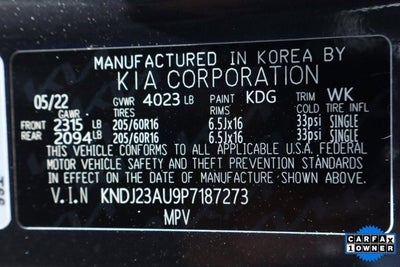 MANUFACTURED IN KOREA BY
KIA CORPORATION
05/22 GVWR 4023 LB PAINT KDG TRIM WK
GAWR TIRES RIMS COLD TIRE INFL
FRONT 2315 LB 205/60R16 6.5Jx16 33psi SINGLE
REAR 2094 LB 205/60R16 6.5Jx16 33psi SINGLE
THIS VEHICLE CONFORMS TO ALL APPLICABLE U.S.A. FEDERAL
MOTOR VEHICLE SAFETY AND THEFT PREVENTION STANDARDS
IN EFFECT ON THE DATE OF MANUFACTURE SHOWN ABOVE.
V.I.N KNDJ23AU9P7187273
MPV
CARFAX
1 OWNER